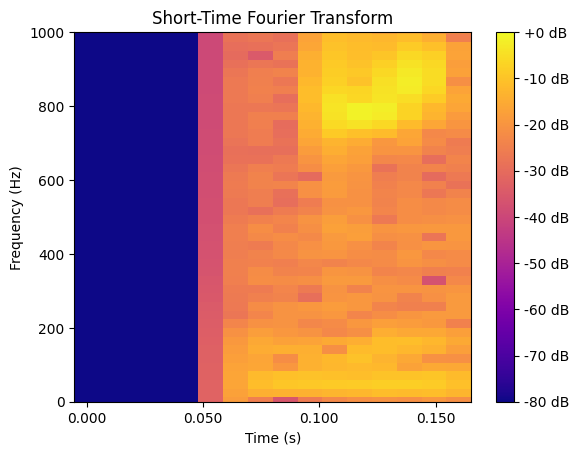 Short-Time Fourier Transform
Frequency (Hz)
1000
800
600
400
200
0
0.000
0.050
0.100
0.150
Time (s)
+0 dB
-10 dB
-20 dB
-30 dB
-40 dB
-50 dB
-60 dB
-70 dB
-80 dB